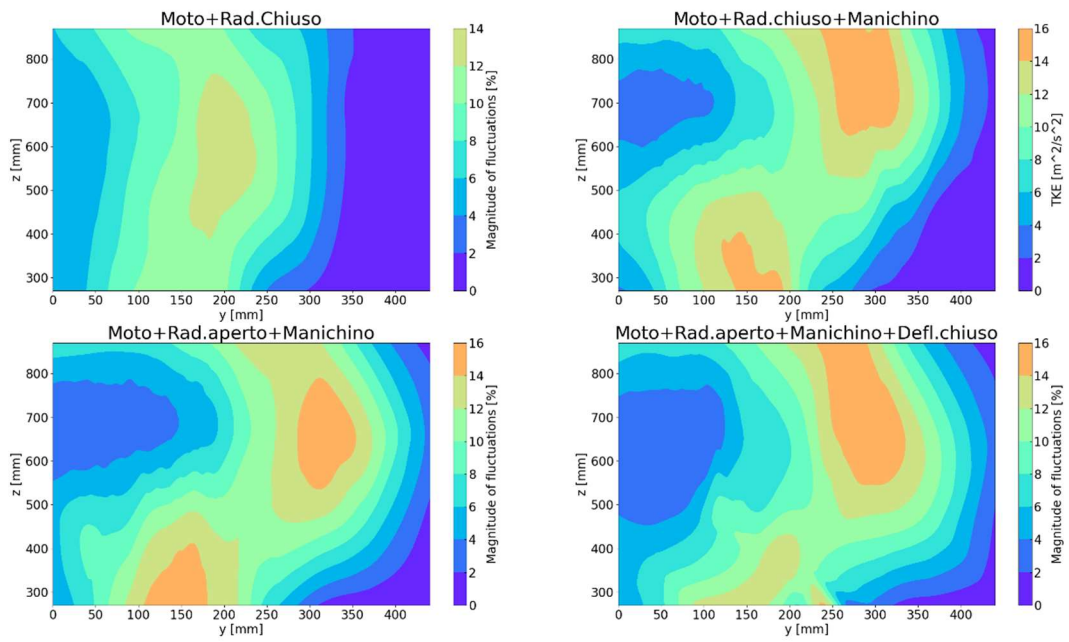 Moto+Rad.Chiuso
800
700
600
500
400
300
z [mm]
0 50 100 150 200 250 300 350 400
y [mm]
14
12
10
8
6
4
2
0
Magnitude of fluctuations [%]
Moto+Rad.chiuso+Manichino
800
700
600
500
400
300
z [mm]
0 50 100 150 200 250 300 350 400
y [mm]
16
14
12
10
8
6
4
2
0
TKE [m^2/s^2]
Moto+Rad.aperto+Manichino
800
700
600
500
400
300
z [mm]
0 50 100 150 200 250 300 350 400
y [mm]
16
14
12
10
8
6
4
2
0
Magnitude of fluctuations [%]
Moto+Rad.aperto+Manichino+Defl.chiuso
800
700
600
500
400
300
z [mm]
0 50 100 150 200 250 300 350 400
y [mm]
16
14
12
10
8
6
4
2
0
Magnitude of fluctuations [%]